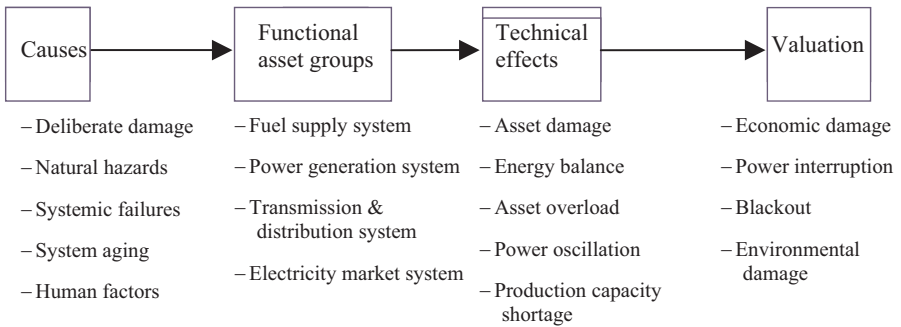 Causes
Functional
asset groups
Technical
effects
Valuation
– Deliberate damage
– Natural hazards
– Systemic failures
– System aging
– Human factors
– Fuel supply system
– Power generation system
– Transmission &
distribution system
– Electricity market system
– Asset damage
– Energy balance
– Asset overload
– Power oscillation
– Production capacity
shortage
– Economic damage
– Power interruption
– Blackout
– Environmental
damage